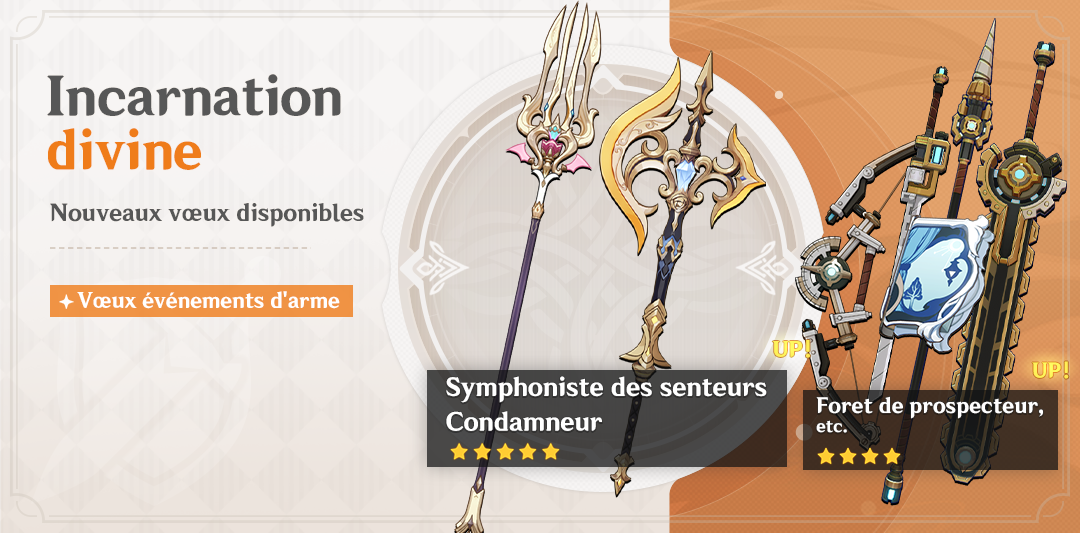 Incarnation
divine
Nouveaux vœux disponibles
Vœux événements d'arme
Symphoniste des senteurs
Condamneur
UP!
Foret de prospecteur,
etc.
UP!